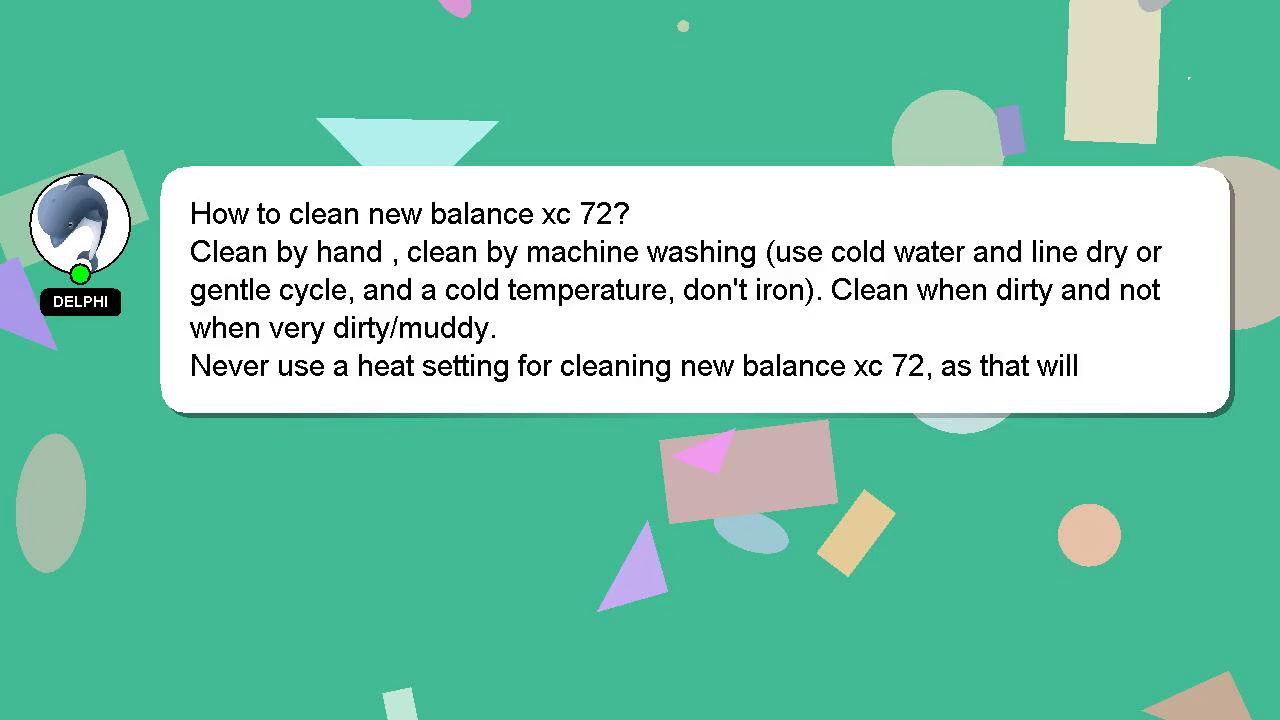 How to clean new balance xc 72?
Clean by hand , clean by machine washing (use cold water and line dry or
gentle cycle, and a cold temperature, don't iron). Clean when dirty and not
when very dirty/muddy.
Never use a heat setting for cleaning new balance xc 72, as that will
DELPHI